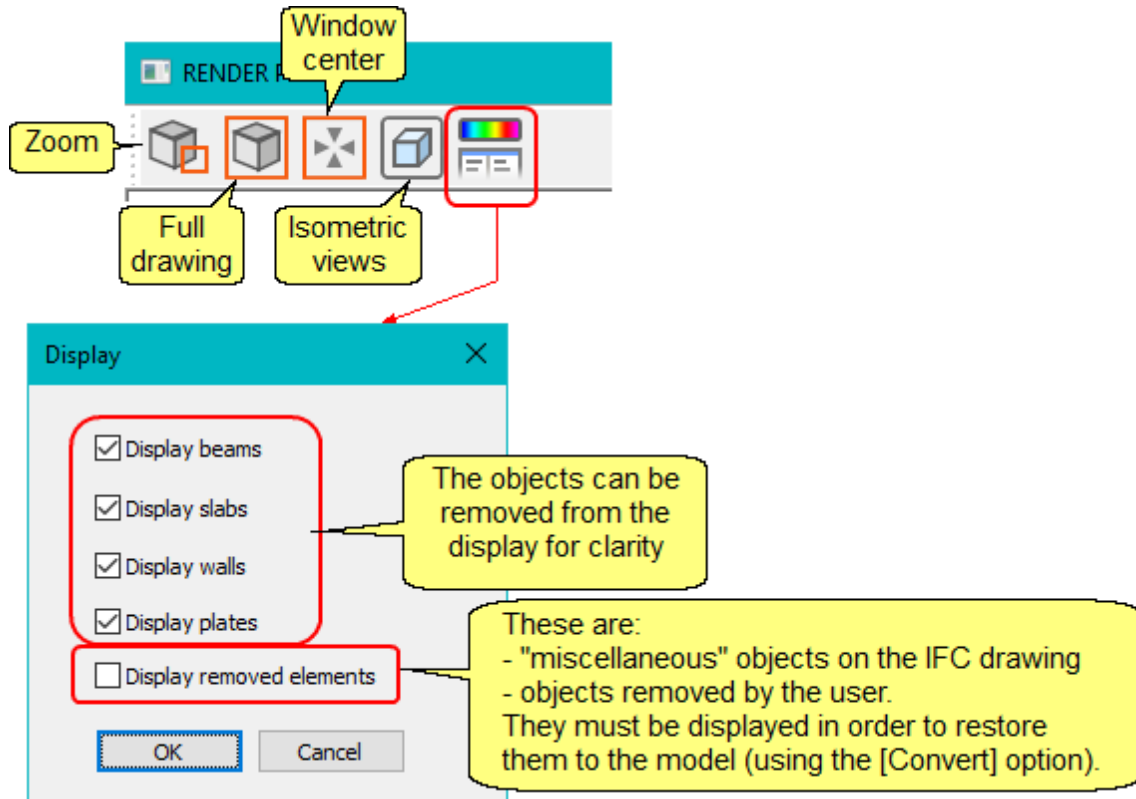 Window
center
RENDER
Zoom
Full
drawing
Isometric
views
Display
Display beams
Display slabs
Display walls
Display plates
Display removed elements
OK
Cancel
The objects can be
removed from the
display for clarity
These are:
- "miscellaneous" objects on the IFC drawing
- objects removed by the user.
They must be displayed in order to restore
them to the model (using the [Convert] option).